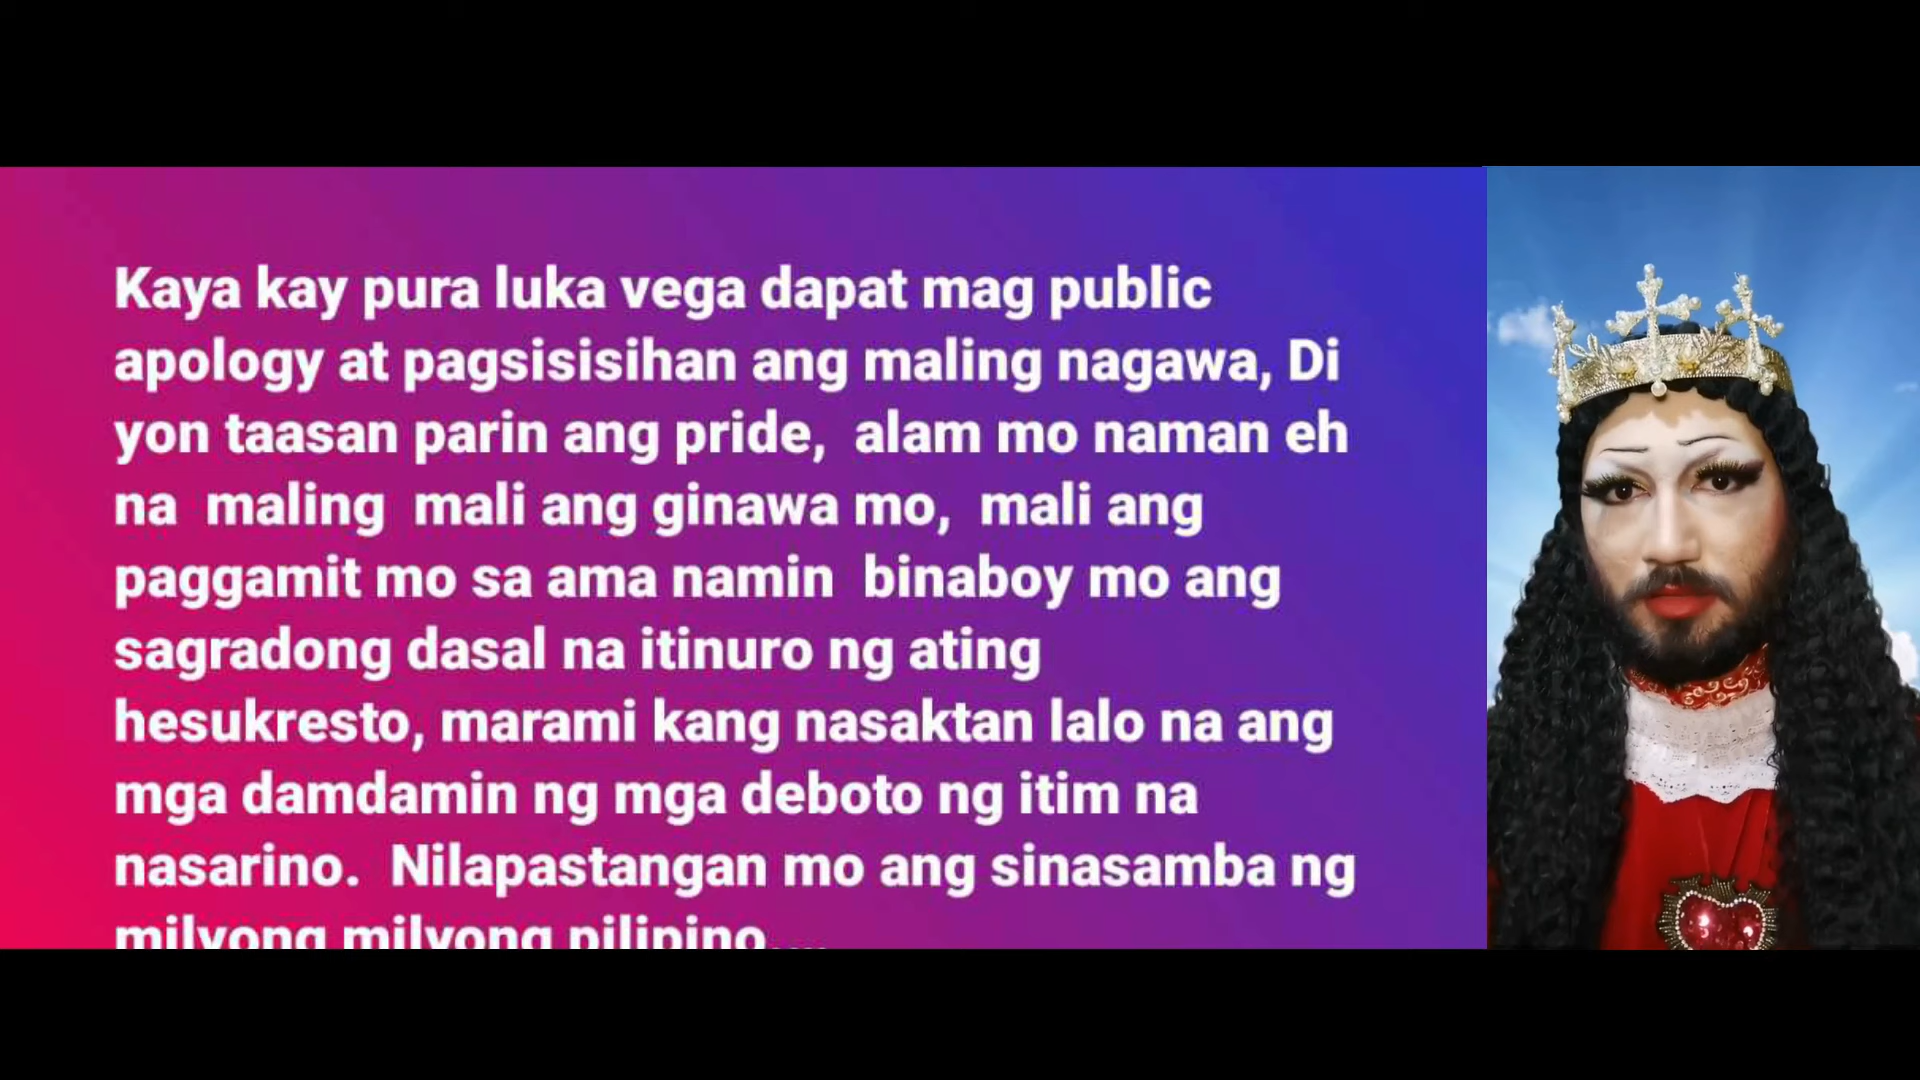 Kaya kay pura luka vega dapat mag public
apology at pagsisisihan ang maling nagawa, Di
yon taasan parin ang pride,  alam mo naman eh
na  maling  mali ang ginawa mo,  mali ang
paggamit mo sa ama namin  binaboy mo ang
sagradong dasal na itinuro ng ating
hesukresto, marami kang nasaktan lalo na ang
mga damdamin ng mga deboto ng itim na
nasarino.  Nilapastangan mo ang sinasamba ng
milyong milyong pilipino....